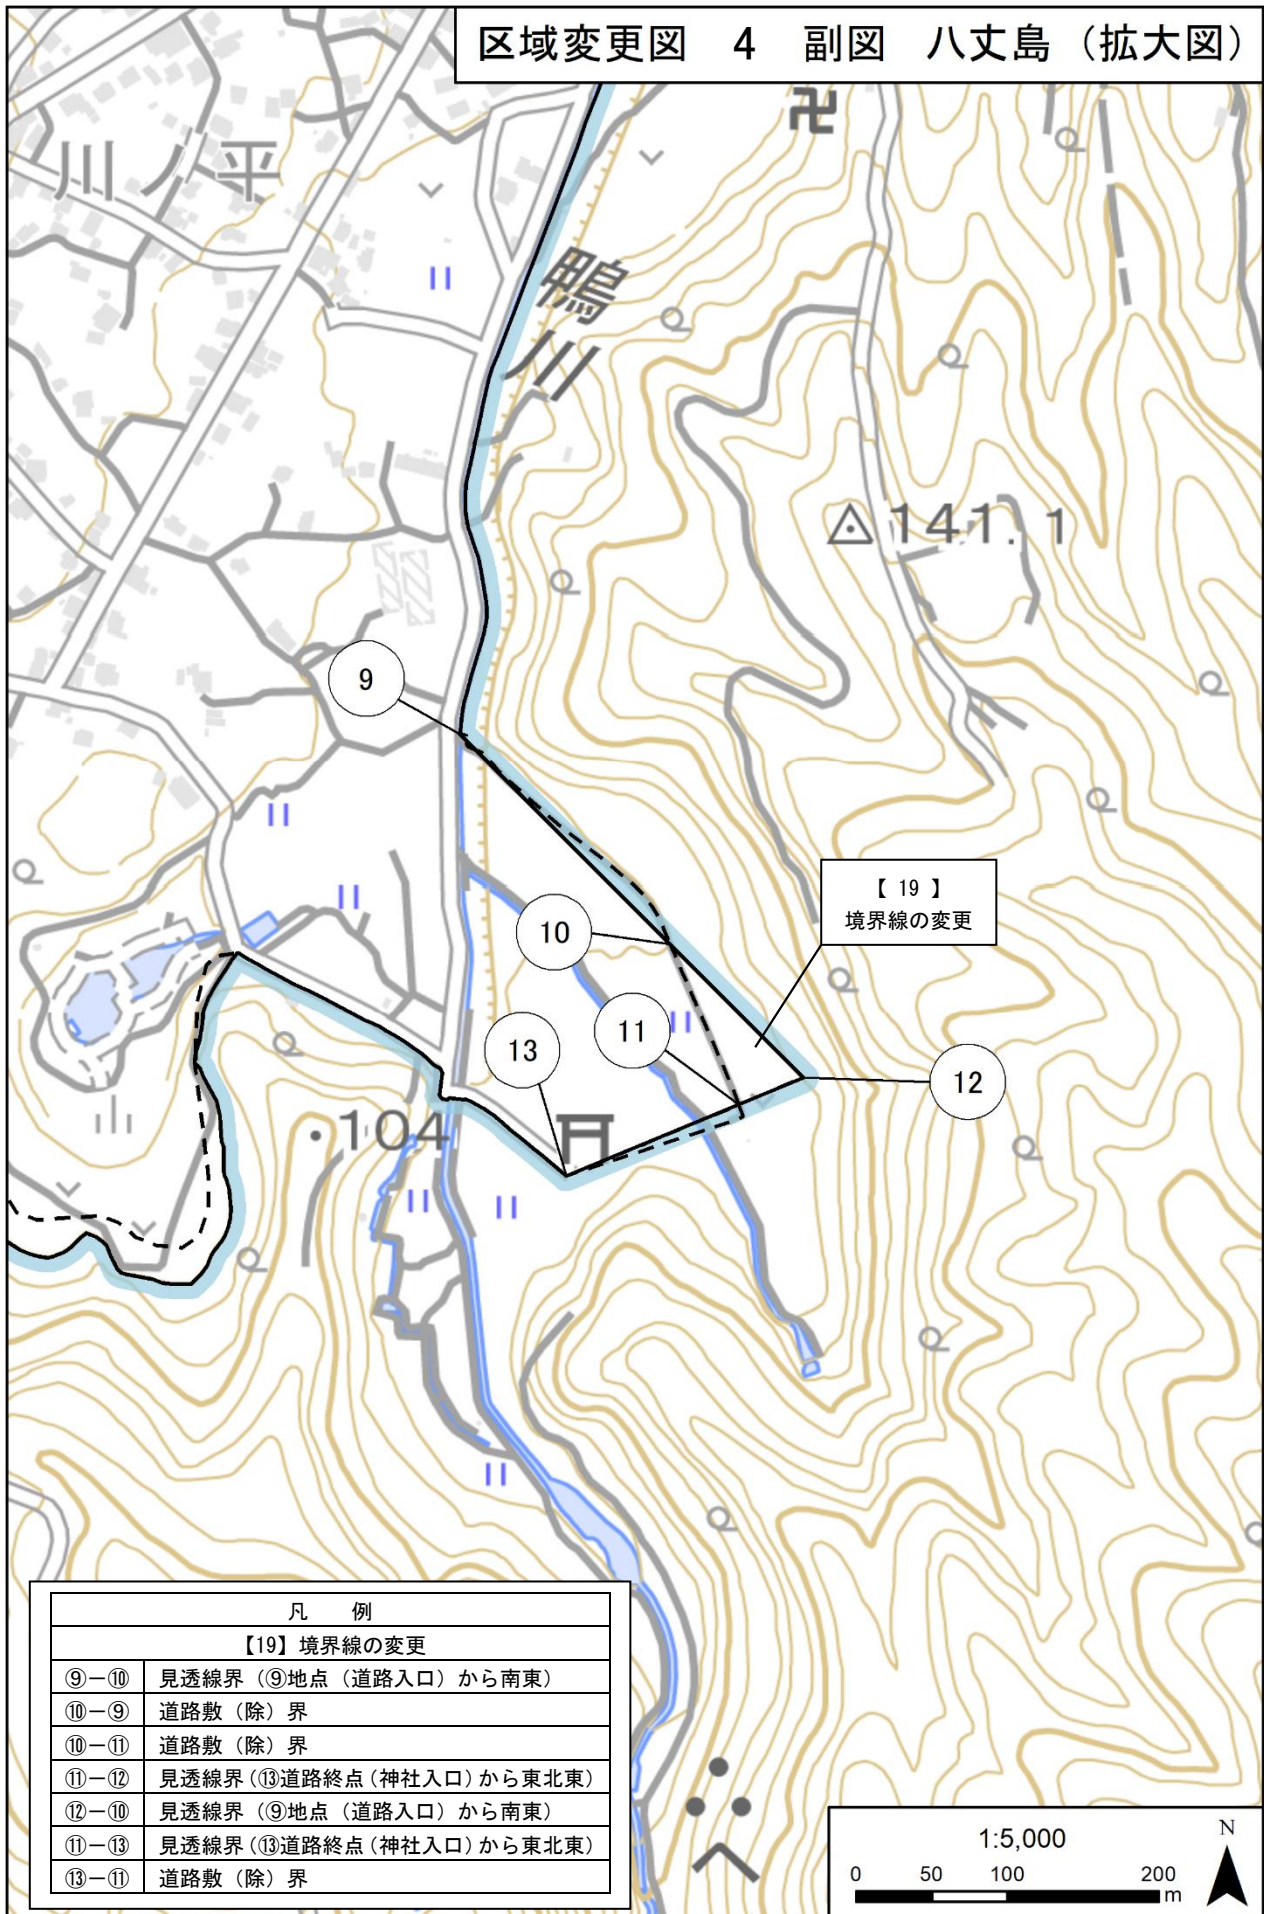 区域変更図　4　副図　八丈島（拡大図）
川ノ平
鴨川
141.1
9
【 19 】
境界線の変更
10
11
13
12
104
凡　例
【19】境界線の変更
⑨－⑩　見透線界（⑨地点（道路入口）から南東）
⑩－⑨　道路敷（除）界
⑩－⑪　道路敷（除）界
⑪－⑫　見透線界（⑬道路終点（神社入口）から東北東）
⑫－⑩　見透線界（⑨地点（道路入口）から南東）
⑪－⑬　見透線界（⑬道路終点（神社入口）から東北東）
⑬－⑪　道路敷（除）界
1:5,000
N
0 50 100 200
m